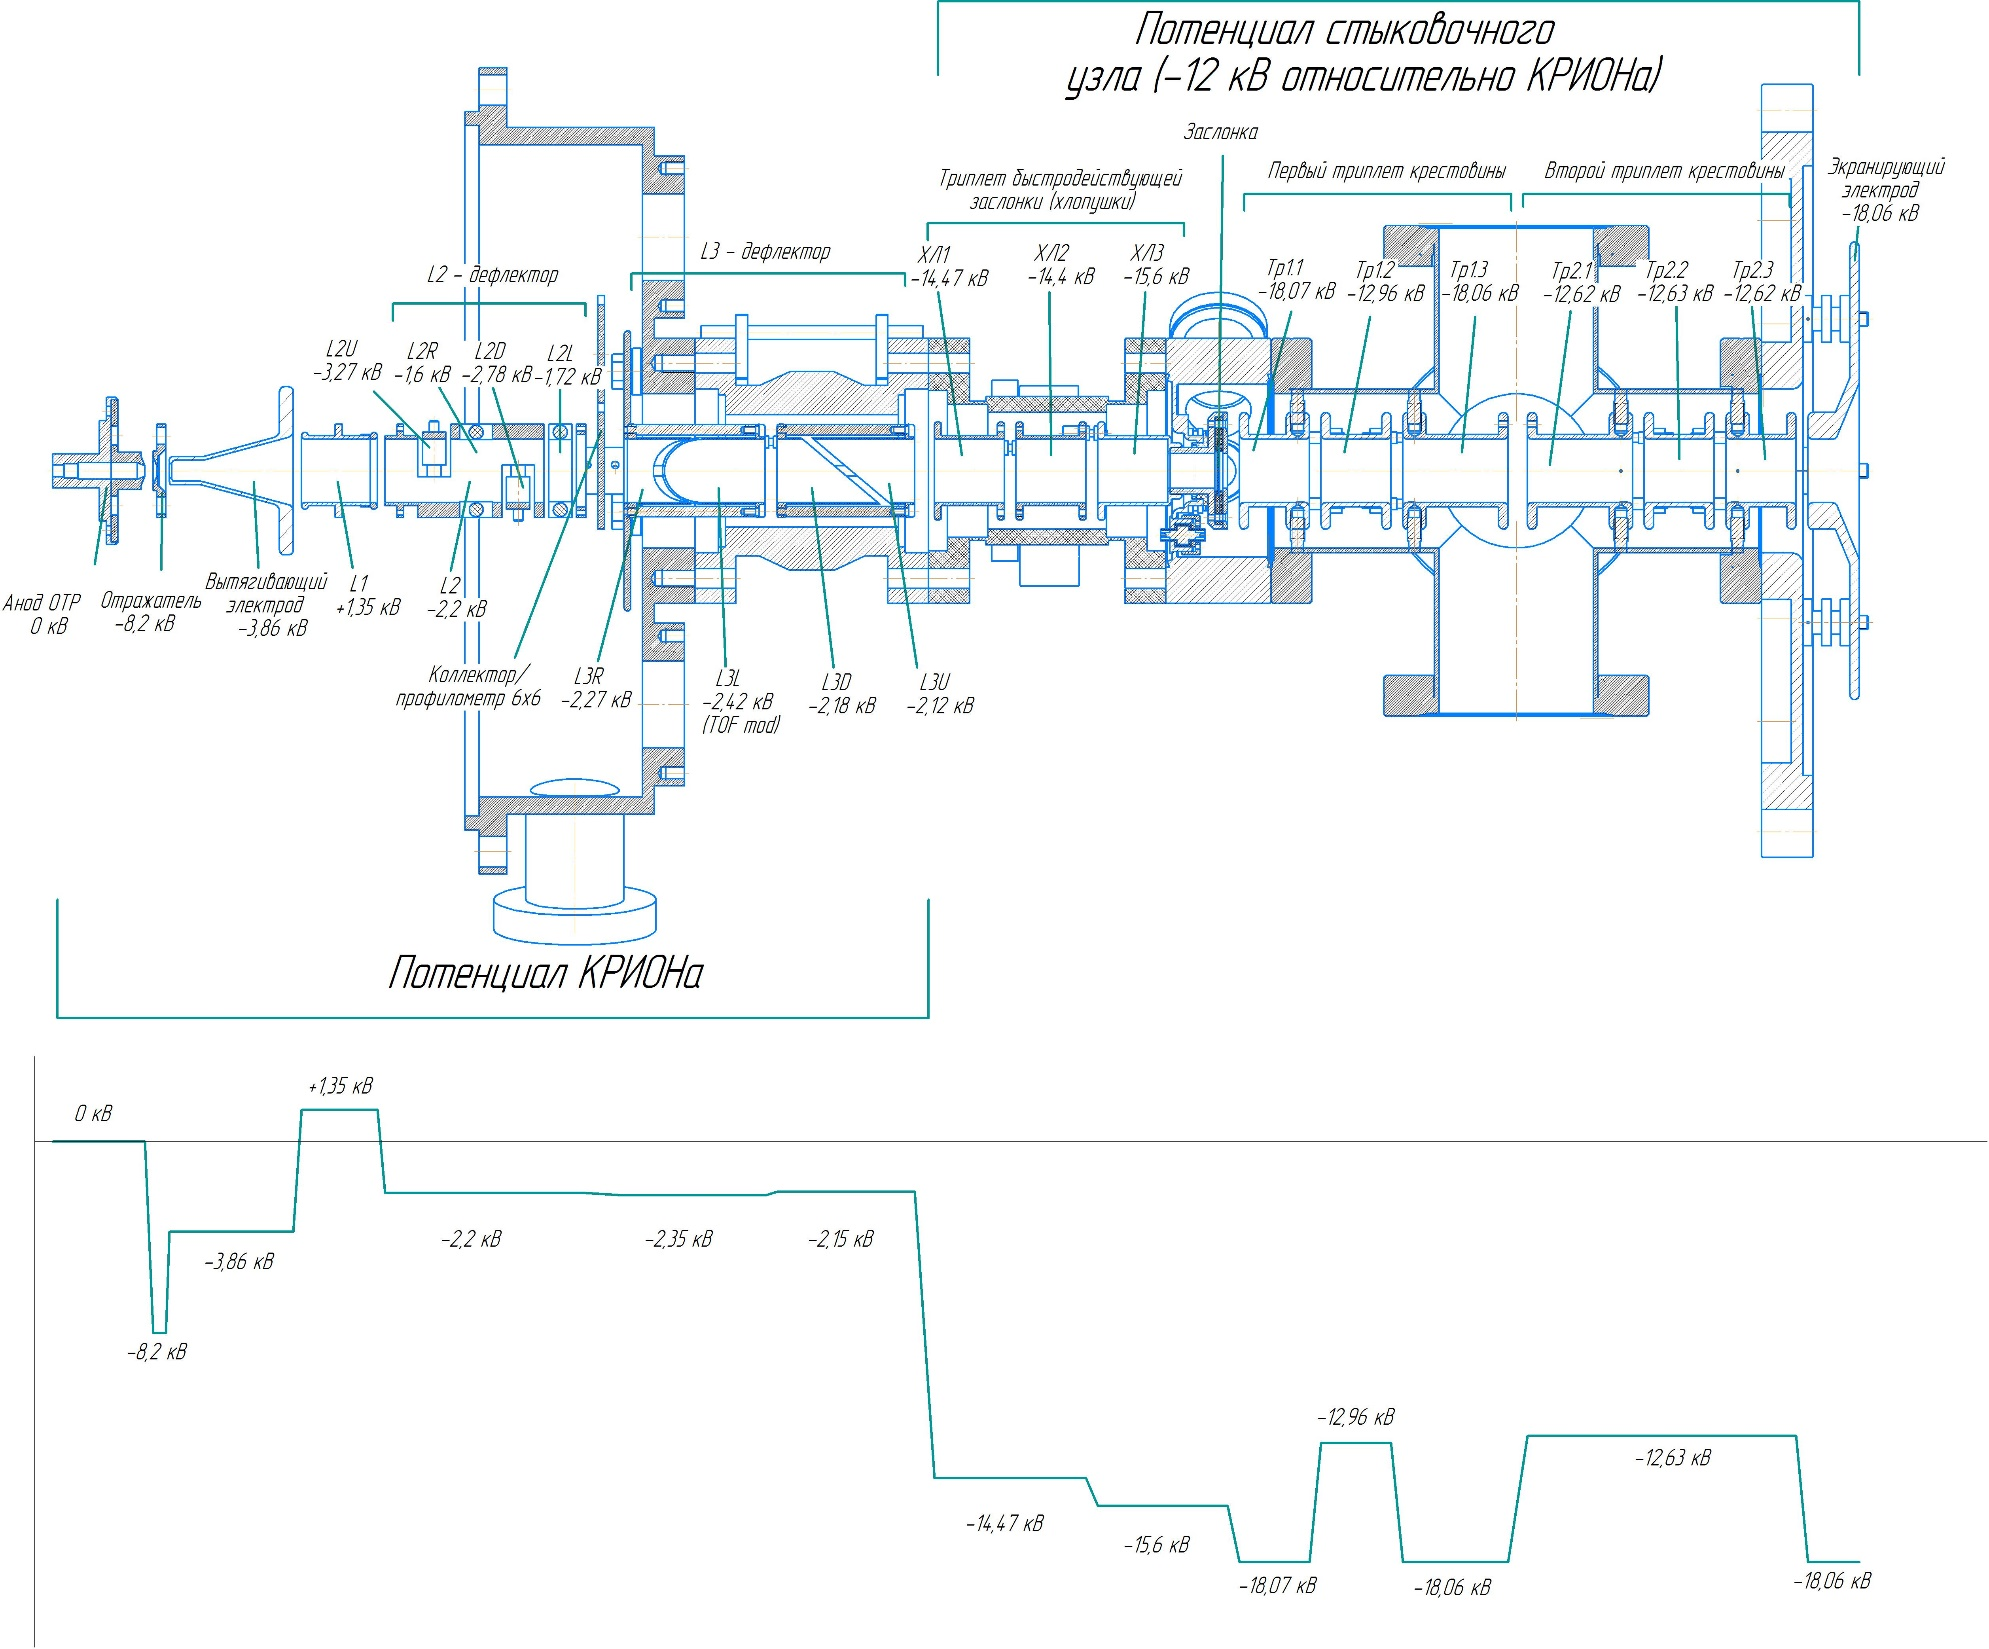 Потенциал стыковочного
узла (-12 кВ относительно КРИОНа)
Заслонка
Триплет быстродействующей
заслонки (хлопушки)
Первый триплет крестовины
Второй триплет крестовины
Экранирующий
электрод
-18,06 кВ
L2 - дефлектор
L3 - дефлектор
ХЛ1
-14,47 кВ
ХЛ2
-14,4 кВ
ХЛ3
-15,6 кВ
Тр1.1
-18,07 кВ
Тр1.2
-12,96 кВ
Тр1.3
-18,06 кВ
Тр2.1
-12,62 кВ
Тр2.2
-12,63 кВ
Тр2.3
-12,62 кВ
L2U
-3,27 кВ
L2R
-1,6 кВ
L2D
-2,78 кВ
L2L
-1,72 кВ
Анод ОТР
0 кВ
Отражатель
-8,2 кВ
Вытягивающий
электрод
-3,86 кВ
L1
+1,35 кВ
L2
-2,2 кВ
Коллектор/
профилометр 6х6
L3R
-2,27 кВ
L3L
-2,42 кВ
(TOF mod)
L3D
-2,18 кВ
L3U
-2,12 кВ
Потенциал КРИОНа
0 кВ
+1,35 кВ
-3,86 кВ
-8,2 кВ
-2,2 кВ
-2,35 кВ
-2,15 кВ
-14,47 кВ
-15,6 кВ
-18,07 кВ
-12,96 кВ
-18,06 кВ
-12,63 кВ
-18,06 кВ